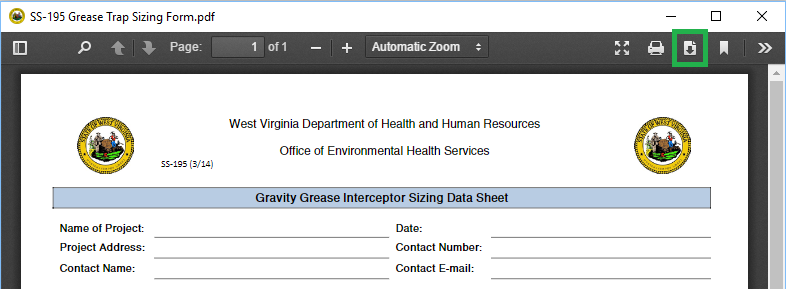 SS-195 Grease Trap Sizing Form.pdf
Page: 1 of 1 Automatic Zoom
West Virginia Department of Health and Human Resources
Office of Environmental Health Services
SS-195 (3/14)
Gravity Grease Interceptor Sizing Data Sheet
Name of Project: Date:
Project Address: Contact Number:
Contact Name: Contact E-mail: